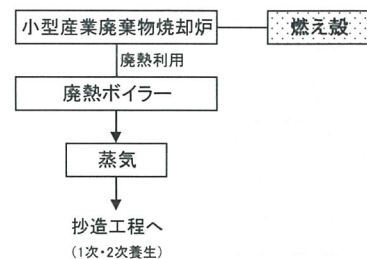 小型産業廃棄物焼却炉
燃え殻
廃熱利用
廃熱ボイラー
蒸気
抄造工程へ
(1次・2次養生)